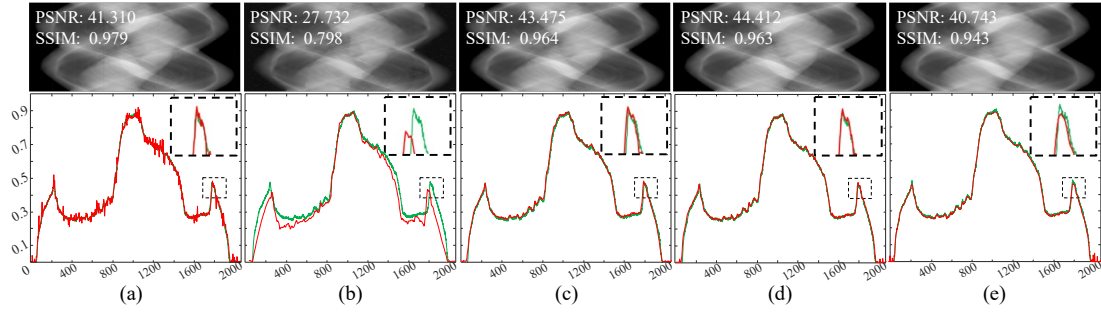 PSNR: 41.310
SSIM: 0.979
PSNR: 27.732
SSIM: 0.798
PSNR: 43.475
SSIM: 0.964
PSNR: 44.412
SSIM: 0.963
PSNR: 40.743
SSIM: 0.943
0.9
0.7
0.5
0.3
0.1
0 400 800 1200 1600 2000
400 800 1200 1600 2000
400 800 1200 1600 2000
400 800 1200 1600 2000
400 800 1200 1600 2000
(a) (b) (c) (d) (e)